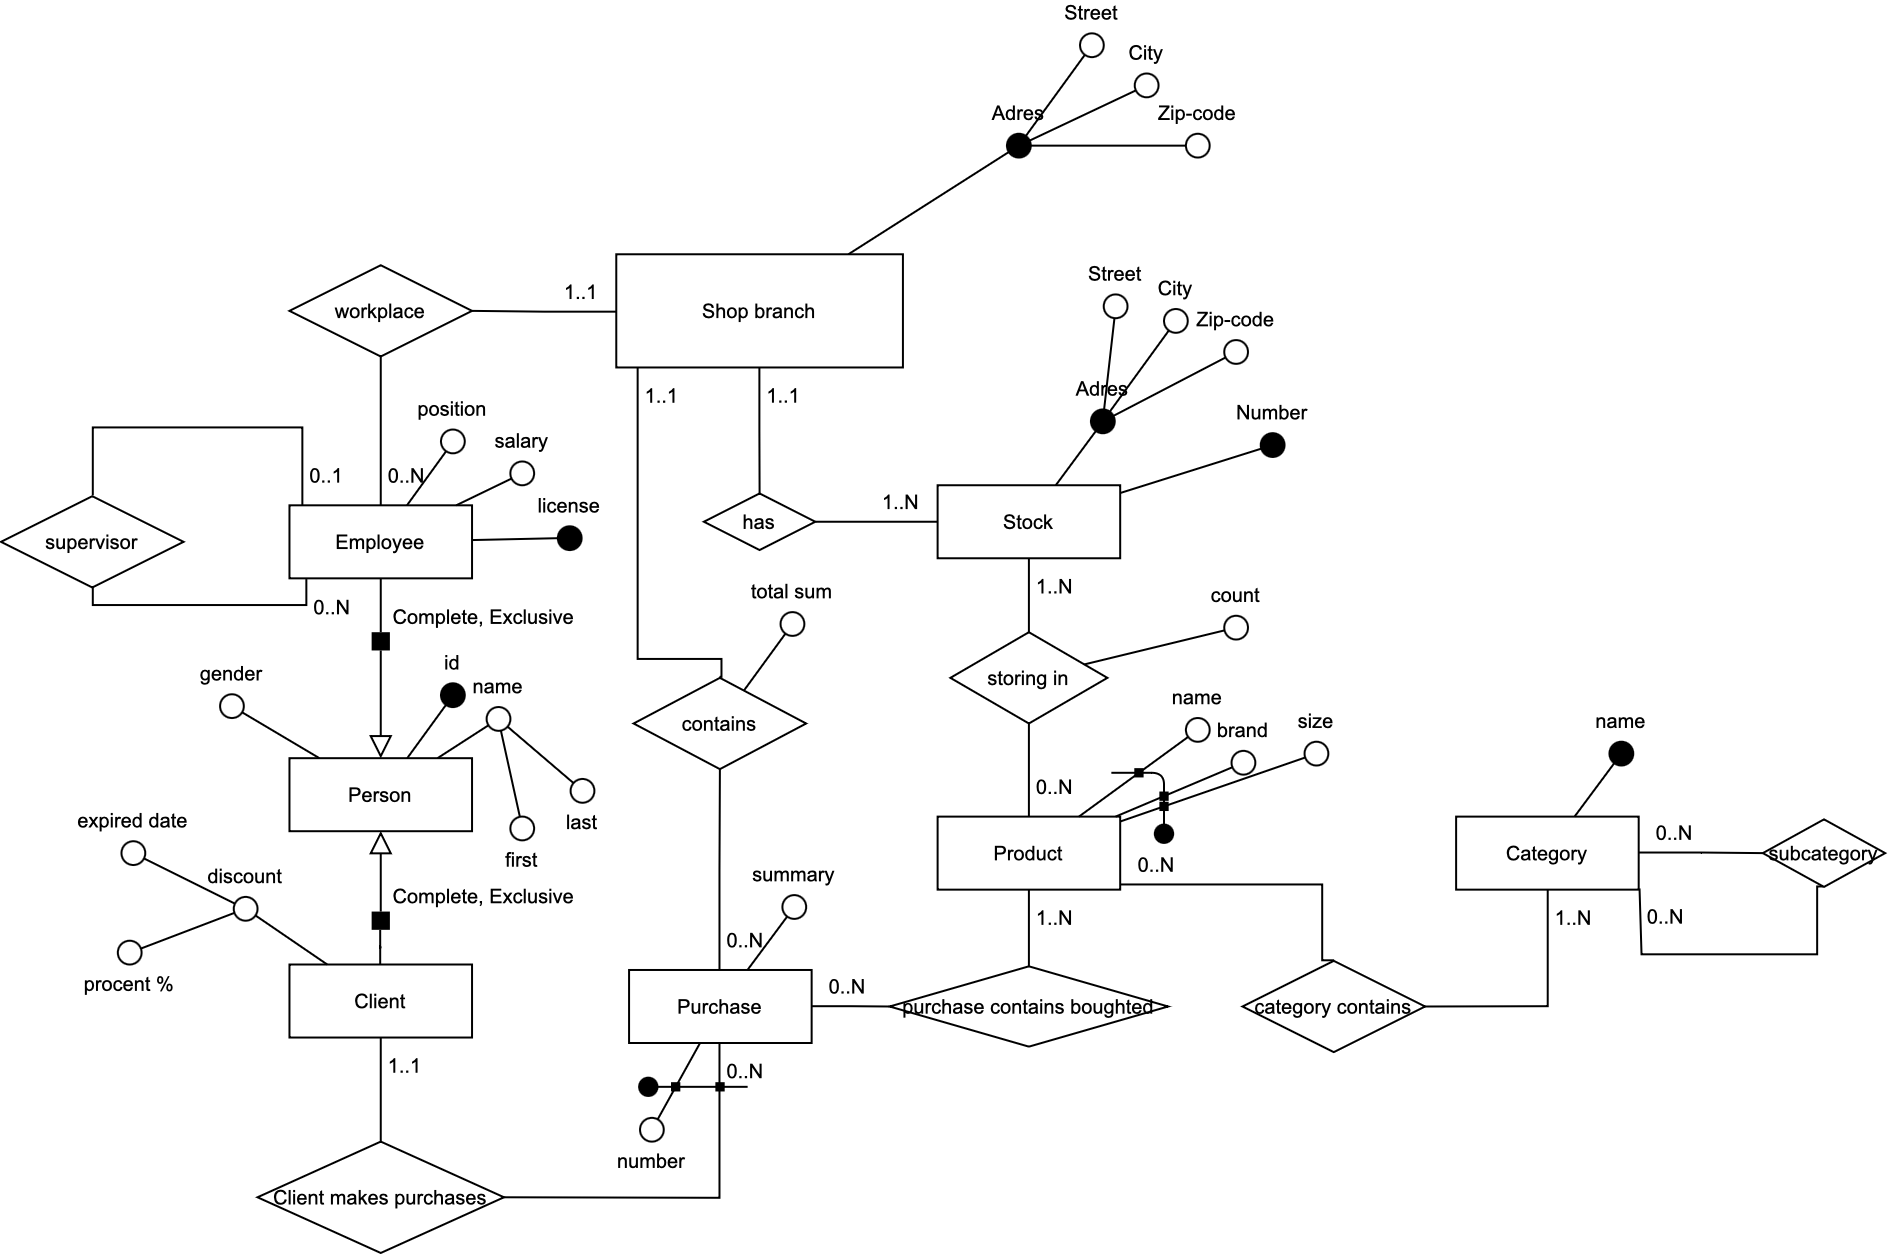 Street
City
Adres
Zip-code
workplace
1..1
Shop branch
Street
City
Zip-code
Adres
Number
1..1
1..1
position
salary
license
0..1
0..N
supervisor
Employee
0..N
has
1..N
Stock
1..N
Complete, Exclusive
total sum
count
gender
id
name
contains
storing in
name
brand
size
name
Person
first
last
0..N
Product
0..N
Category
0..N
subcategory
0..N
expired date
discount
procent %
Complete, Exclusive
summary
1..N
1..N
Client
0..N
Purchase
0..N
purchase contains boughted
category contains
1..1
0..N
number
Client makes purchases